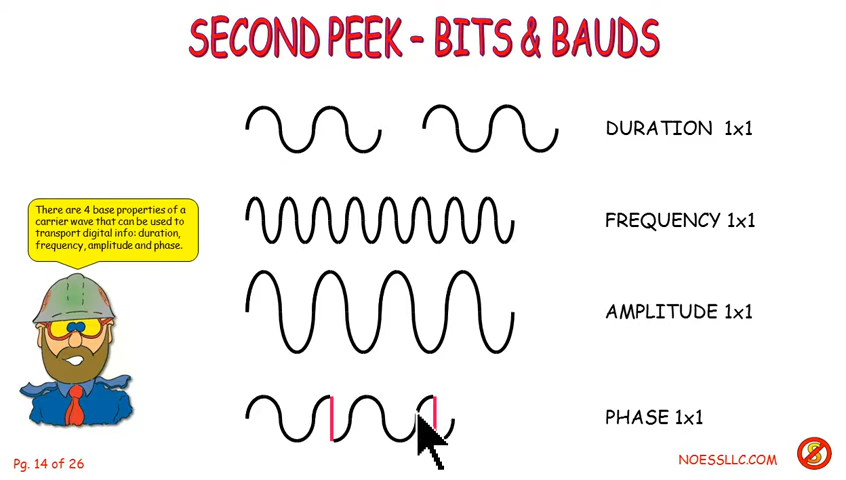 SECOND PEEK - BITS & BAUDS
DURATION 1x1
There are 4 base properties of a
carrier wave that can be used to
transport digital info: duration,
frequency, amplitude and phase.
FREQUENCY 1x1
AMPLITUDE 1x1
PHASE 1x1
Pg. 14 of 26
NOESSLLC.COM
S